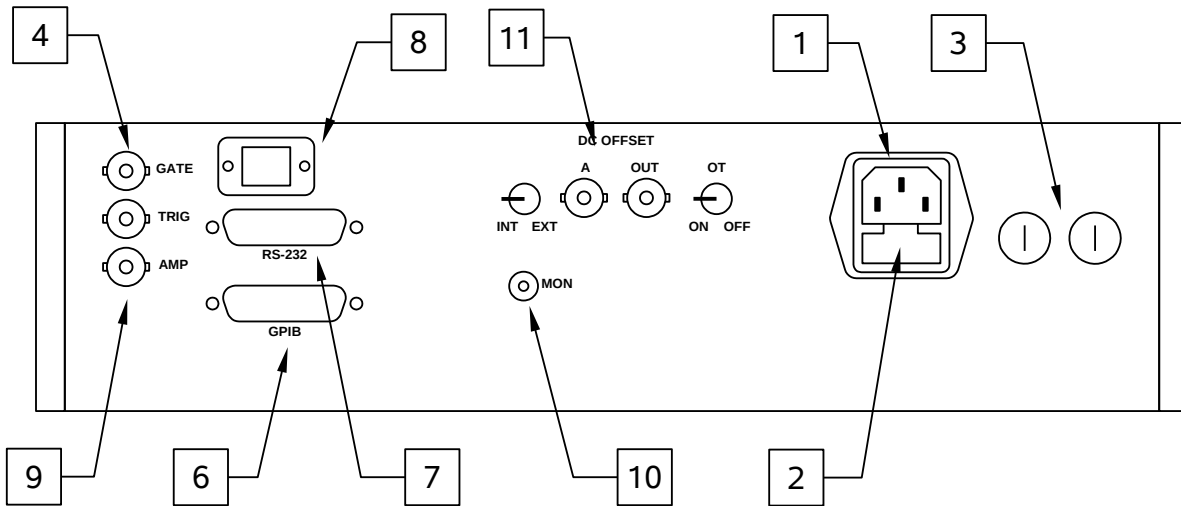 4
8
11
1
3
DC OFFSET
GATE
A
OUT
OT
TRIG
INT EXT
ON OFF
RS-232
AMP
MON
GPIB
9
6
7
10
2